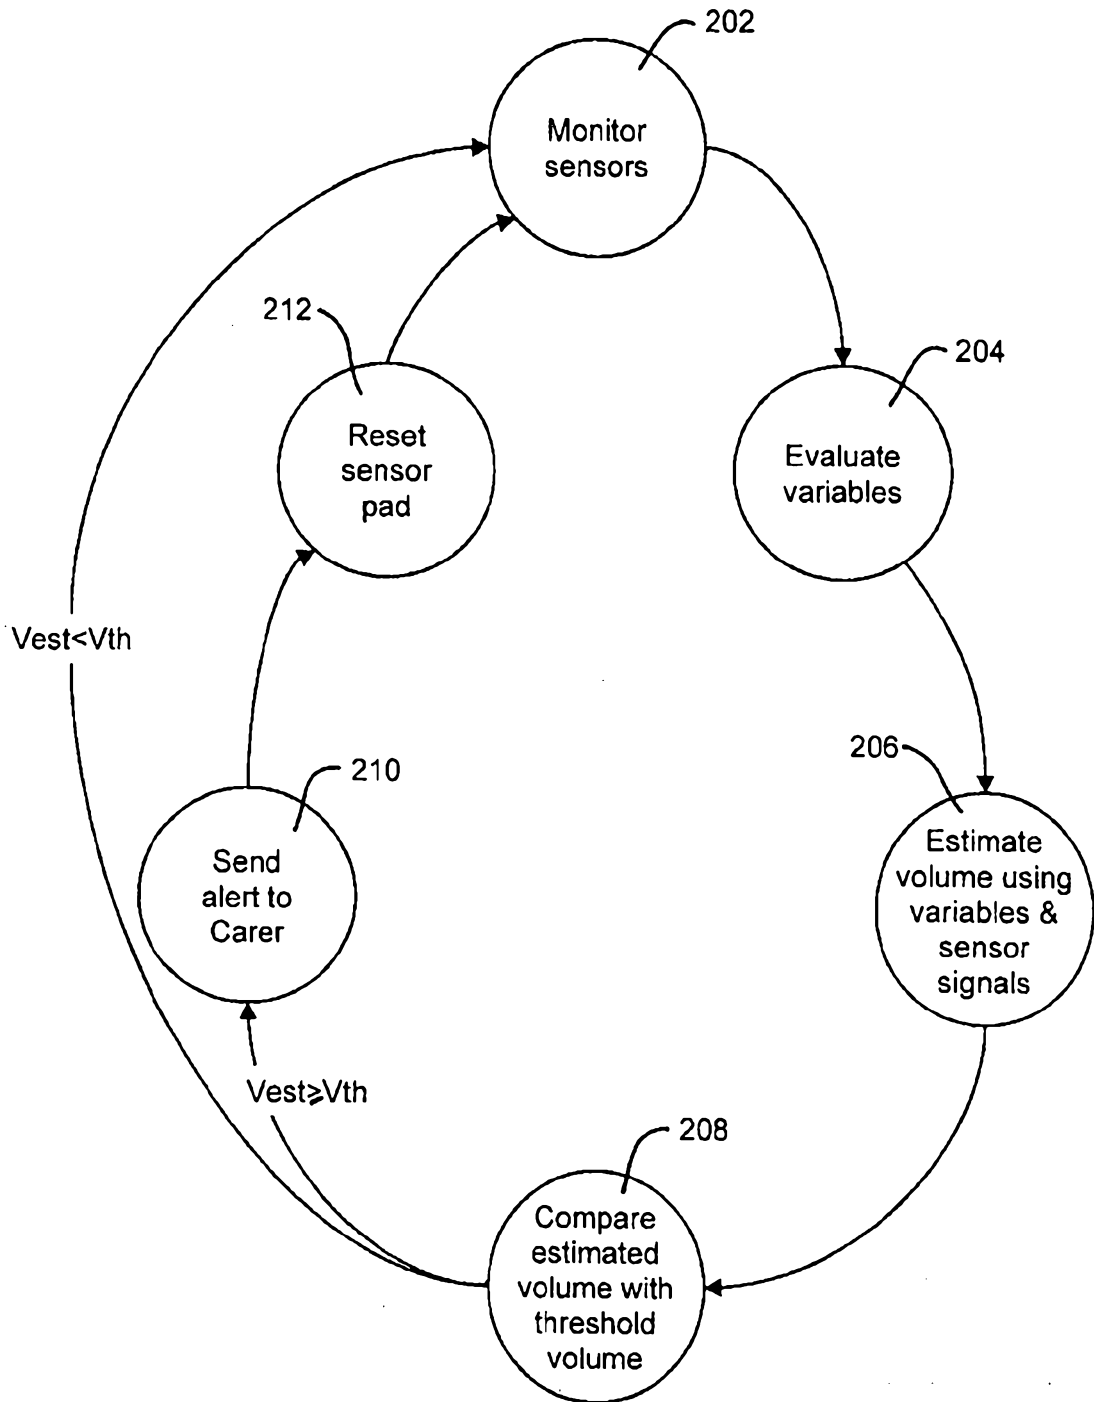 202
Monitor
sensors
212
204
Reset
sensor
pad
Evaluate
variables
Vest<Vth
206
210
Estimate
volume using
variables &
sensor
signals
Send
alert to
Carer
Vest⩾Vth
208
Compare
estimated
volume with
threshold
volume